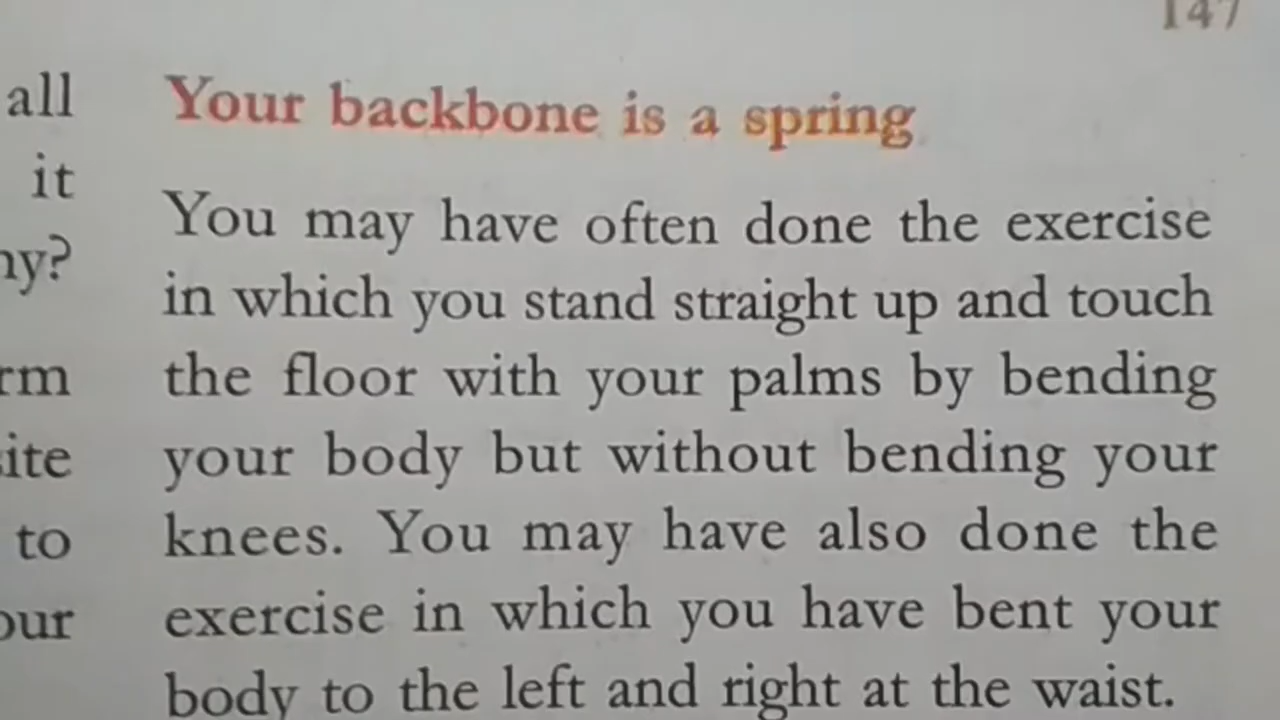 147
all
it
rm
to
Your backbone is a spring
You may have often done the exercise
in which you stand straight up and touch
the floor with your palms by bending
your body but without bending your
knees. You may have also done the
exercise in which you have bent your
body to the left and right at the waist.